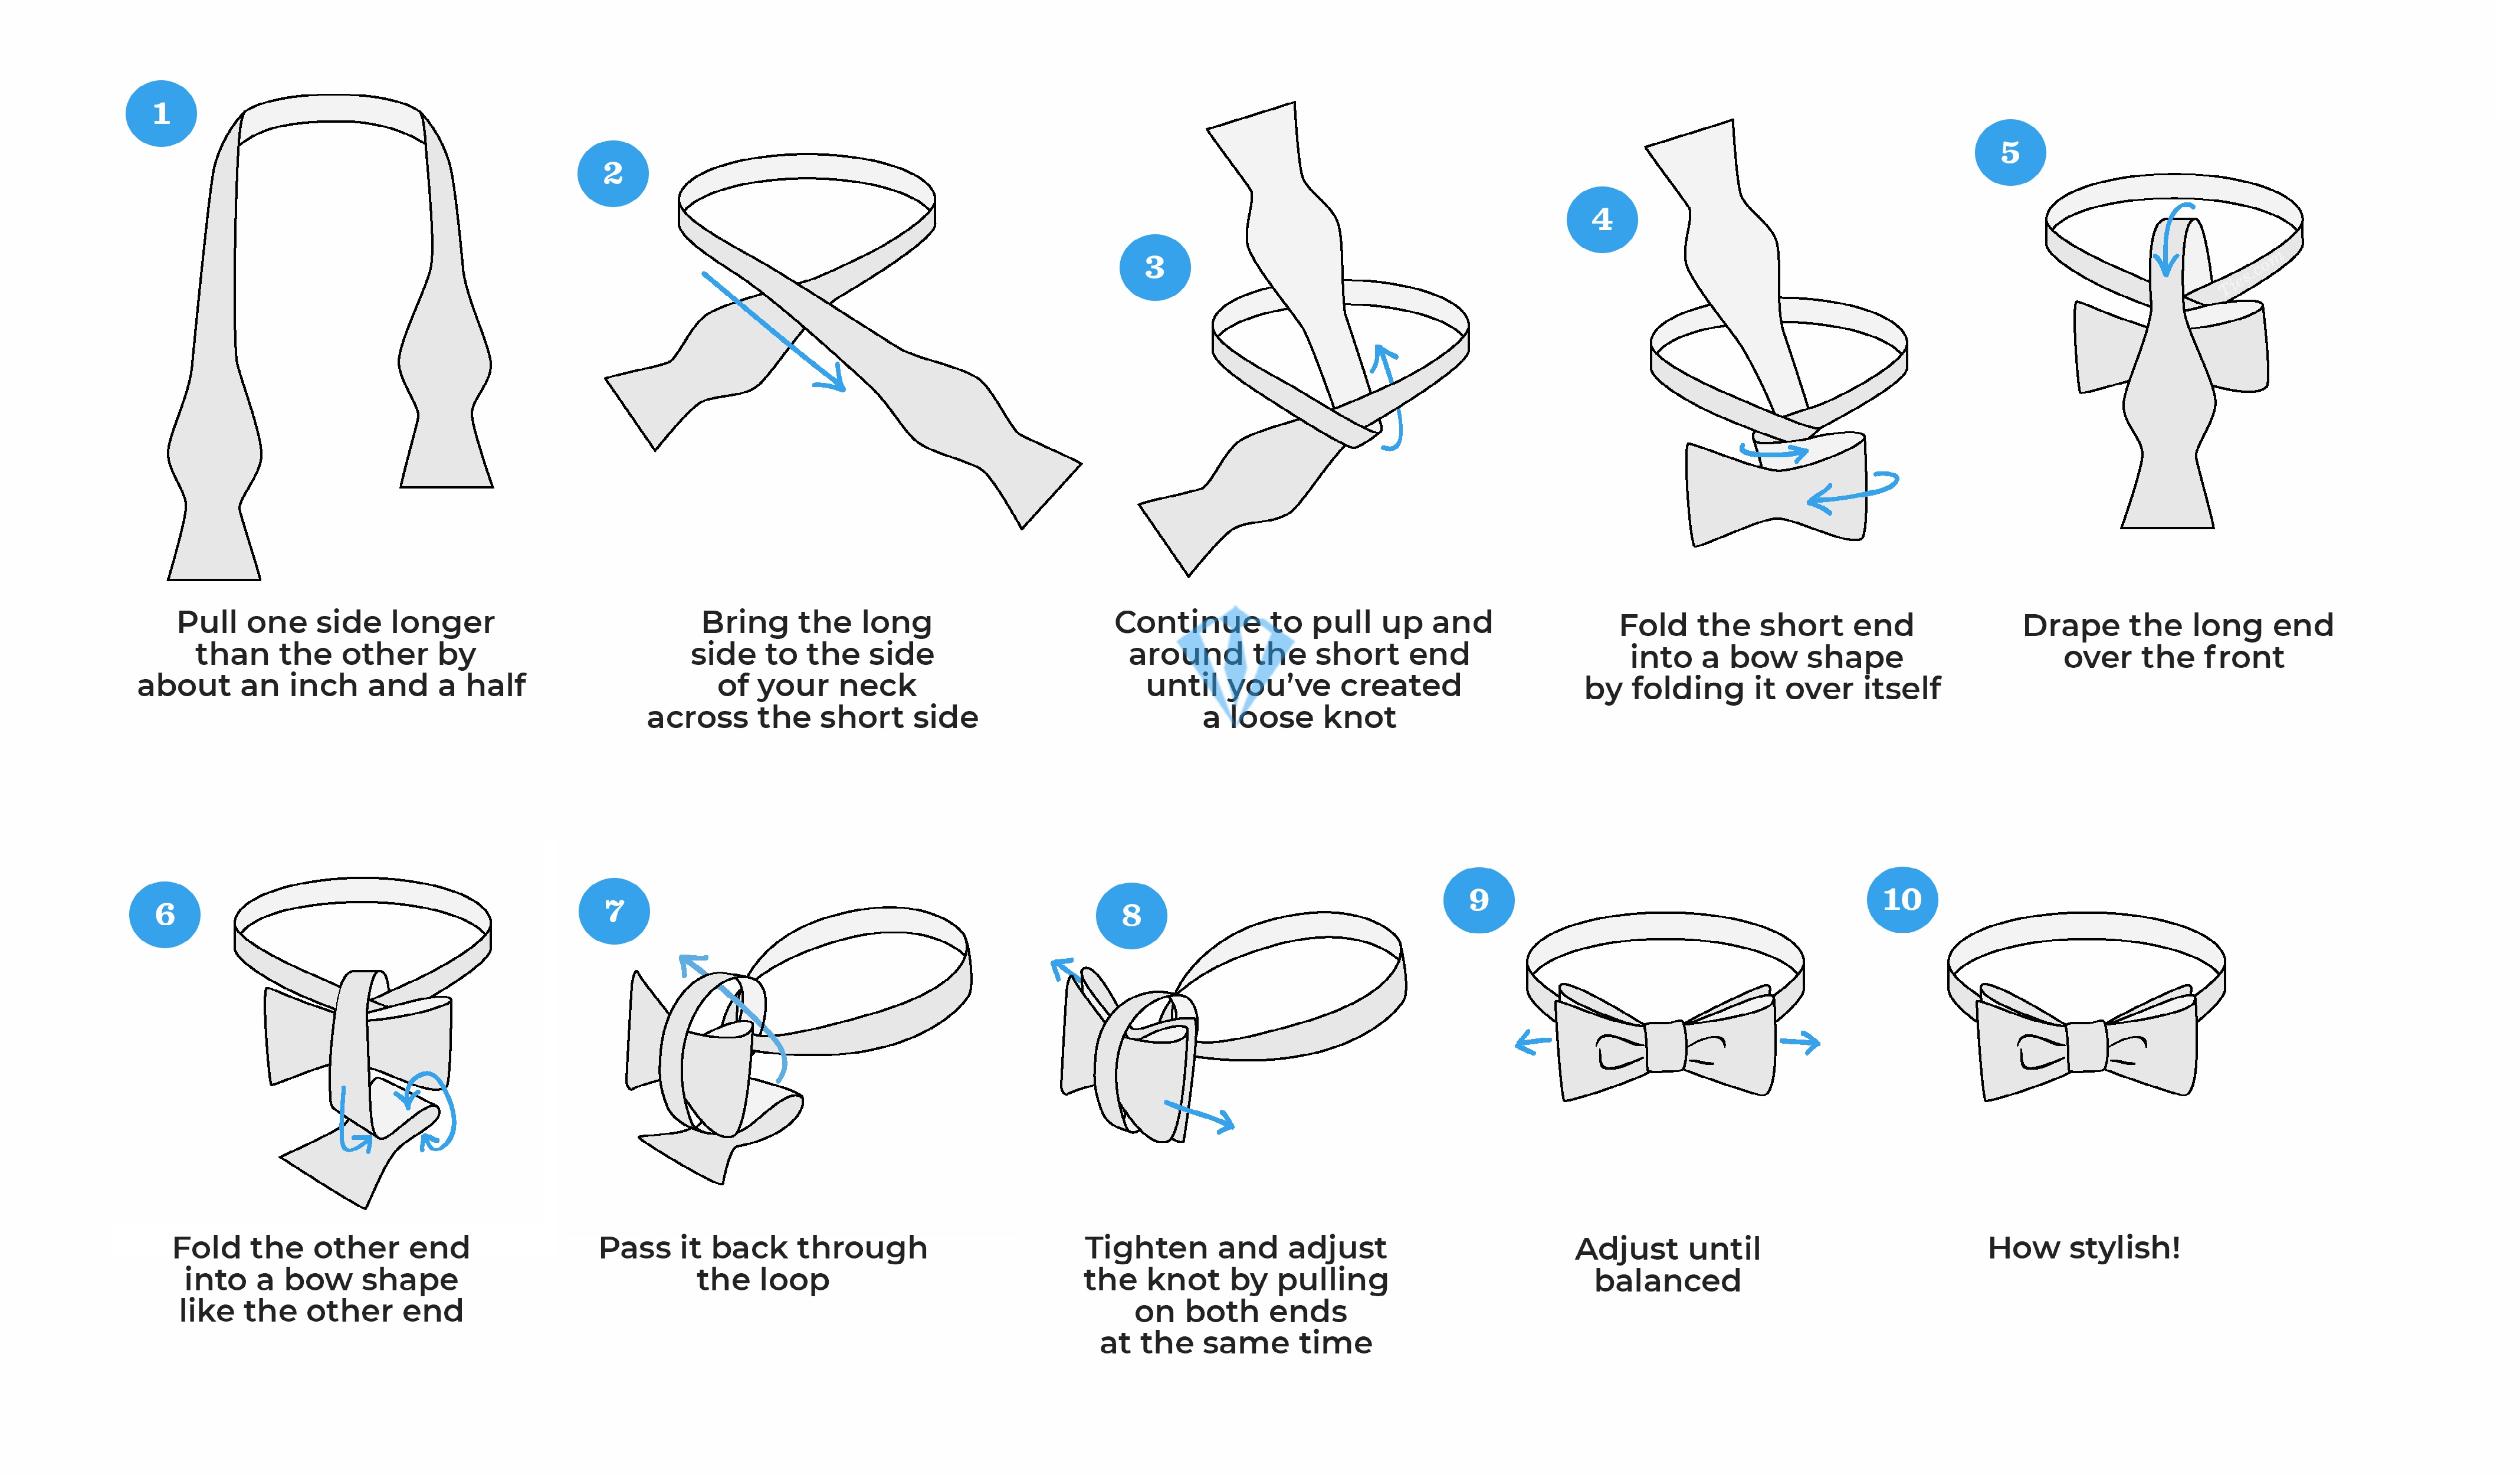 1
Pull one side longer
than the other by
about an inch and a half
2
Bring the long
side to the side
of your neck
across the short side
3
Continue to pull up and
around the short end
until you've created
a loose knot
4
Fold the short end
into a bow shape
by folding it over itself
5
Drape the long end
over the front
6
Fold the other end
into a bow shape
like the other end
7
Pass it back through
the loop
8
Tighten and adjust
the knot by pulling
on both ends
at the same time
9
Adjust until
balanced
10
How stylish!